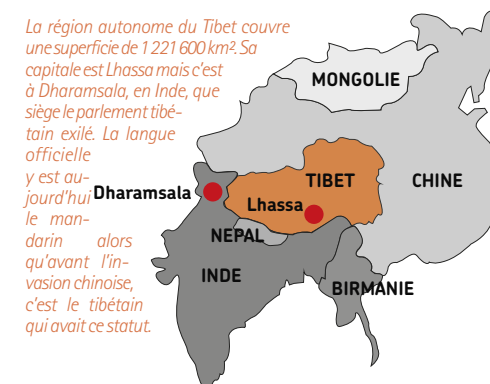 La région autonome du Tibet couvre
une superficie de 1 221 600 km². Sa
capitale est Lhassa mais c'est
à Dharamsala, en Inde, que
siège le parlement tibé-
tain exilé. La langue
officielle
y est au-
jourd'hui
le man-
darin alors
qu'avant l'in-
vasion chinoise,
c'est le tibétain
qui avait ce statut.
MONGOLIE
TIBET
CHINE
Dharamsala
Lhassa
NEPAL
INDE
BIRMANIE